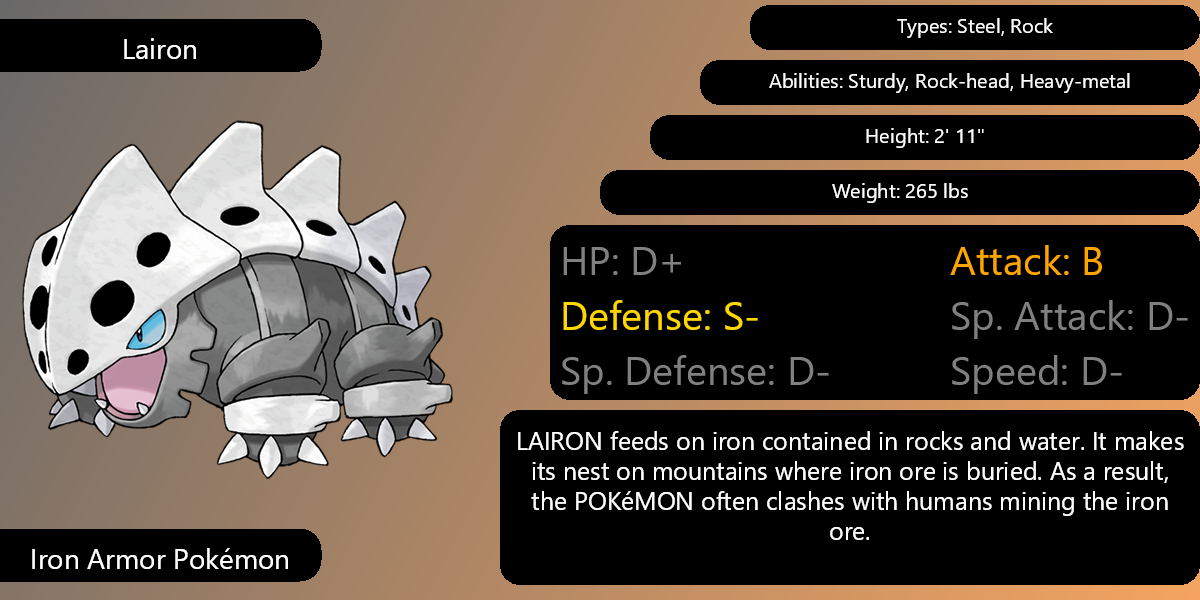 Lairon
Types: Steel, Rock
Abilities: Sturdy, Rock-head, Heavy-metal
Height: 2' 11"
Weight: 265 lbs
HP: D+
Attack: B
Defense: S-
Sp. Attack: D-
Sp. Defense: D-
Speed: D-
LAIRON feeds on iron contained in rocks and water. It makes
its nest on mountains where iron ore is buried. As a result,
the POKéMON often clashes with humans mining the iron
ore.
Iron Armor Pokémon